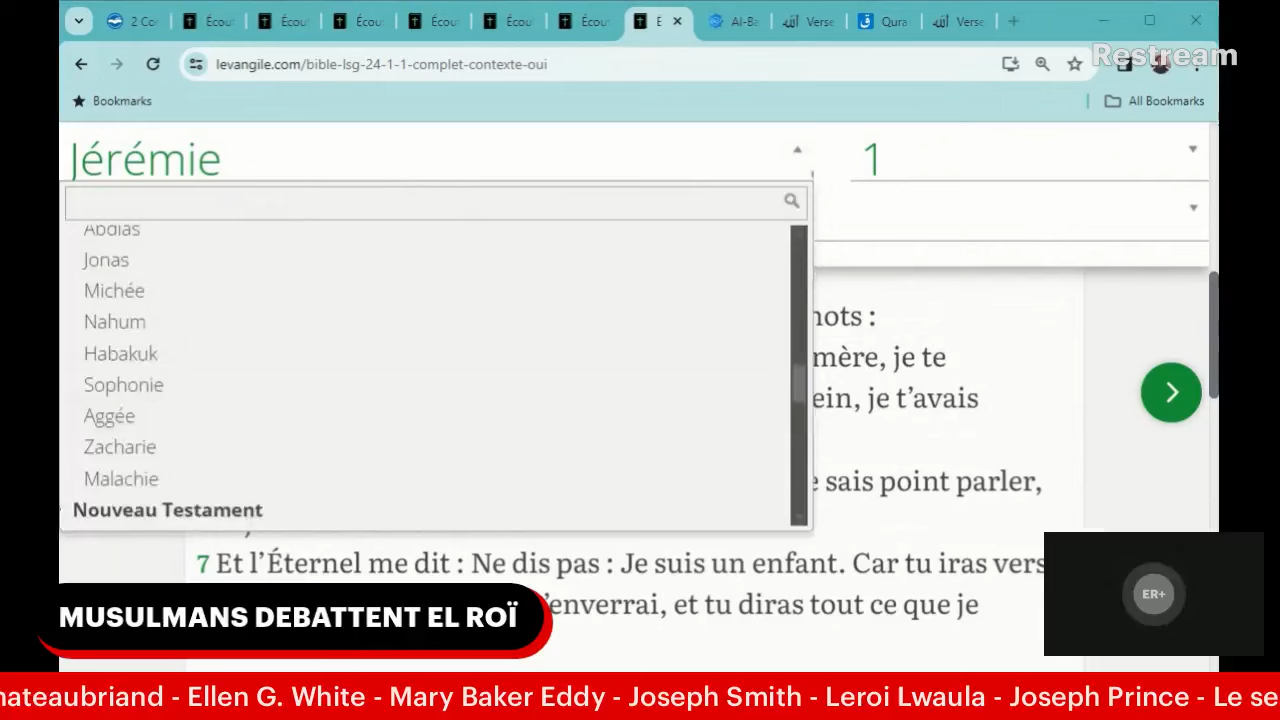 2 Co
Écou
Écou
Écou
Écou
Écou
Écou
É
Al-Ba
Verse
Qura
Verse
levangile.com/bible-lsg-24-1-1-complet-contexte-oui
Restream
Bookmarks
All Bookmarks
Jérémie
1
Abdias
Jonas
Michée
Nahum
Habakuk
Sophonie
Aggée
Zacharie
Malachie
Nouveau Testament
mots :
mère, je te
ein, je t’avais
sais point parler,
7 Et l’Éternel me dit : Ne dis pas : Je suis un enfant. Car tu iras vers
’enverrai, et tu diras tout ce que je
ER+
MUSULMANS DEBATTENT EL ROÏ
hateaubriand - Ellen G. White - Mary Baker Eddy - Joseph Smith - Leroi Lwaula - Joseph Prince - Le se